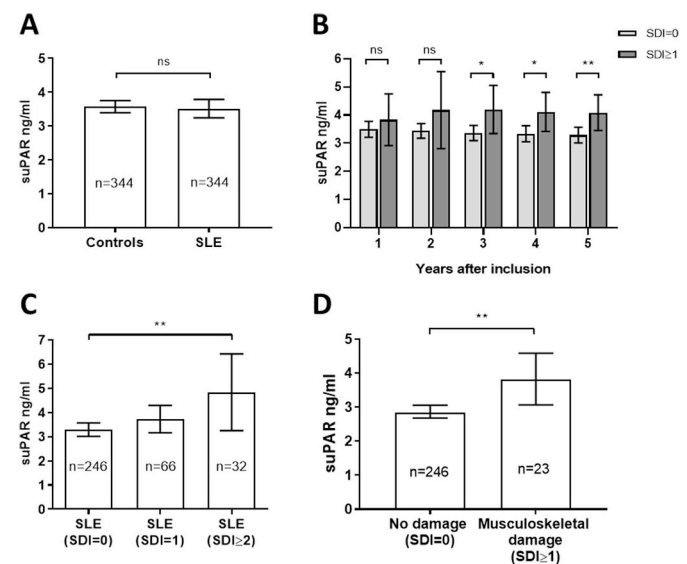 A
suPAR ng/ml
5
4
3
2
1
0
ns
n=344
n=344
Controls
SLE
B
SDI=0
SDI≥1
suPAR ng/ml
6
5
4
3
2
1
0
ns
ns
*
*
**
1
2
3
4
5
Years after inclusion
C
suPAR ng/ml
7
6
5
4
3
2
1
0
**
n=246
n=66
n=32
SLE
(SDI=0)
SLE
(SDI=1)
SLE
(SDI≥2)
D
suPAR ng/ml
5
4
3
2
1
0
**
n=246
n=23
No damage
(SDI=0)
Musculoskeletal
damage
(SDI≥1)